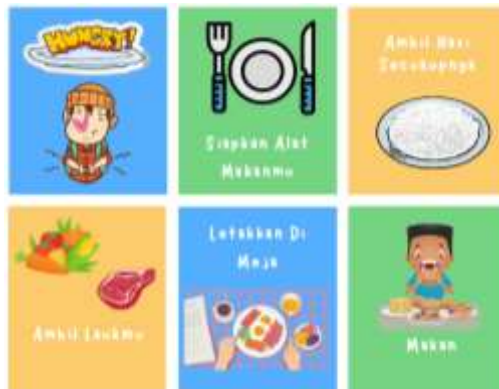 HUNGRY!
Siapkan Alat
Makanmu
Ambil Nasi
Secukupnya
Ambil Laukmu
Letakkan Di
Meja
Makan